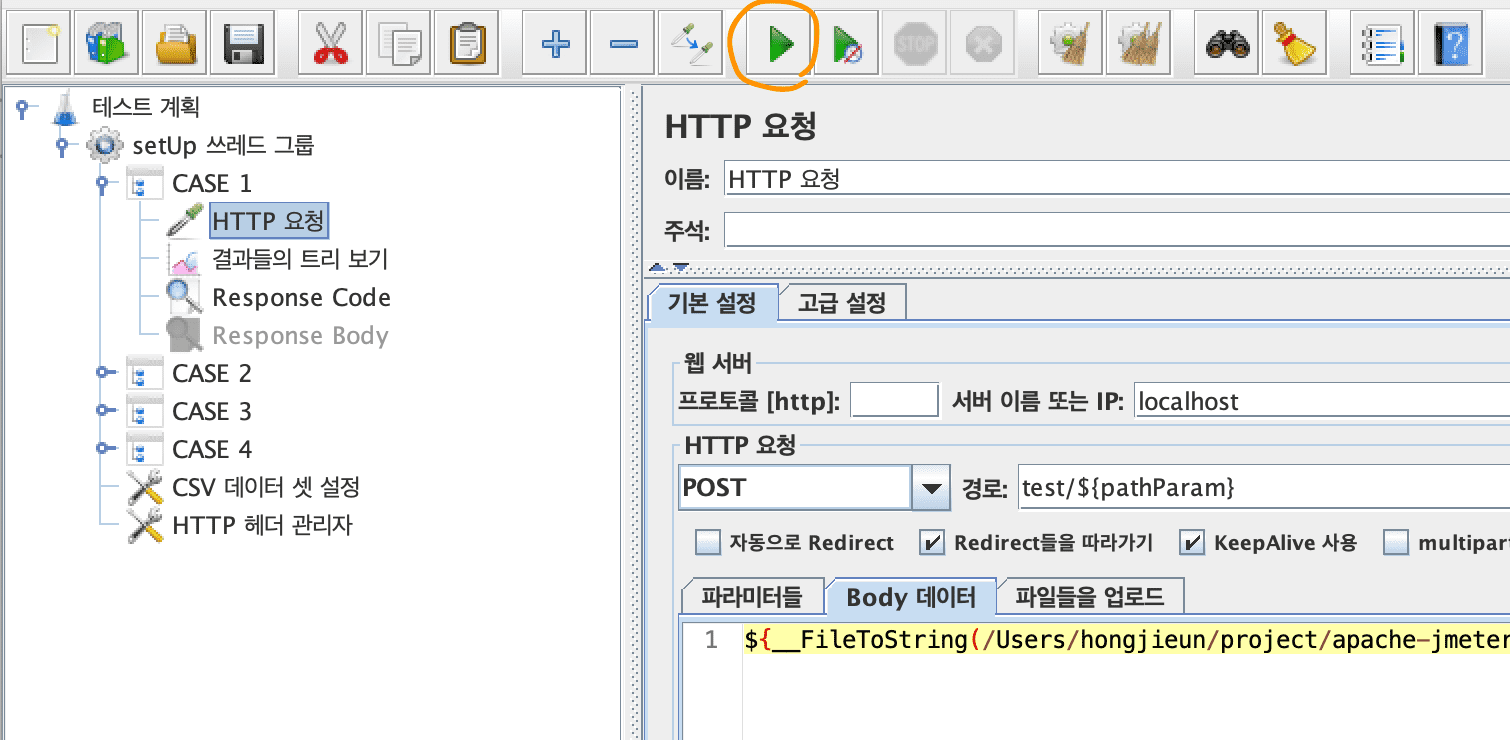 STOP
테스트 계획
setUp 쓰레드 그룹
CASE 1
HTTP 요청
결과들의 트리 보기
Response Code
Response Body
CASE 2
CASE 3
CASE 4
CSV 데이터 셋 설정
HTTP 헤더 관리자
HTTP 요청
이름: HTTP 요청
주석:
기본 설정 고급 설정
웹 서버
프로토콜 [http]: 서버 이름 또는 IP: localhost
HTTP 요청
POST 경로: test/${pathParam}
자동으로 Redirect Redirect들을 따라가기 KeepAlive 사용 multipar
파라미터들 Body 데이터 파일들을 업로드
1 ${__FileToString(/Users/hongjieun/project/apache-jmeter